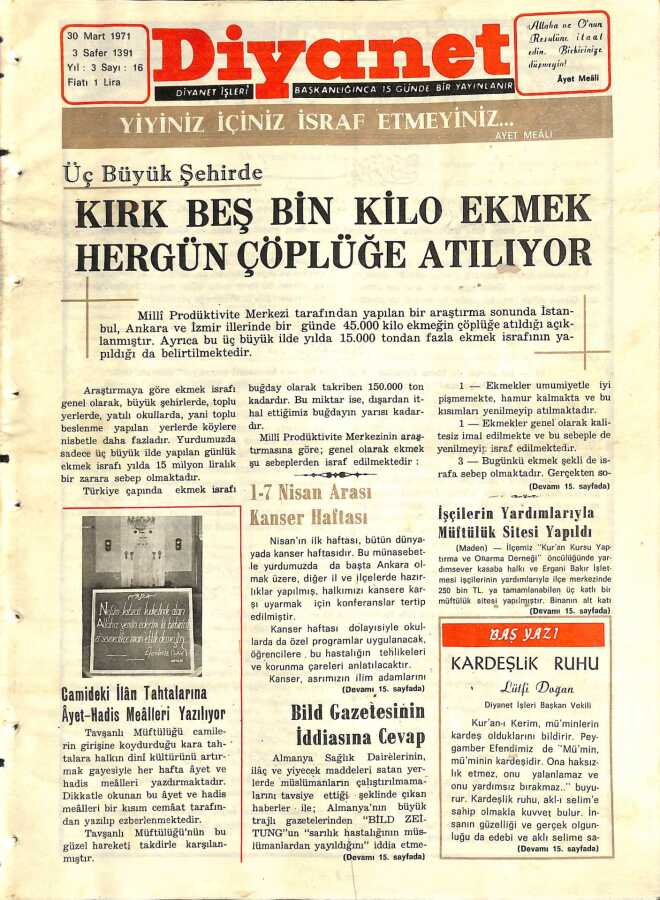 30 Mart 1971
3 Safer 1391
Yıl : 3 Sayı : 16
Fiatı 1 Lira
Diyanet
DİYANET İŞLERİ BAŞKANLIĞINCA 15 GÜNDE BİR YAYINLANIR
Allaha ve O'nun
Resulüne itaat
edin. Birbirinize
düşmeyin!
Âyet Meâli
YİYİNİZ İÇİNİZ İSRAF ETMEYİNİZ...
AYET MEÂLİ
Üç Büyük Şehirde
KIRK BEŞ BİN KİLO EKMEK
HERGÜN ÇÖPLÜĞE ATILIYOR
Millî Prodüktivite Merkezi tarafından yapılan bir araştırma sonunda İstan-
bul, Ankara ve İzmir illerinde bir günde 45.000 kilo ekmeğin çöplüğe atıldığı açık-
lanmıştır. Ayrıca bu üç büyük ilde yılda 15.000 tondan fazla ekmek israfının ya-
pıldığı da belirtilmektedir.
Araştırmaya göre ekmek israfı
genel olarak, büyük şehirlerde, toplu
yerlerde, yatılı okullarda, yani toplu
beslenme yapılan yerlerde köylere
nisbetle daha fazladır. Yurdumuzda
sadece üç büyük ilde yapılan günlük
ekmek israfı yılda 15 milyon liralık
bir zarara sebep olmaktadır.
Türkiye çapında ekmek israfı
buğday olarak takriben 150.000 ton
kadardır. Bu miktar ise, dışardan it-
hal ettiğimiz buğdayın yarısı kadar-
dır.
Millî Prodüktivite Merkezinin araş-
tırmasına göre; genel olarak ekmek
şu sebeplerden israf edilmektedir :
1 — Ekmekler umumiyetle iyi
pişmemekte, hamur kalmakta ve bu
kısımları yenilmeyip atılmaktadır.
1 — Ekmekler genel olarak kali-
tesiz imal edilmekte ve bu sebeple de
yenilmeyip israf edilmektedir.
3 — Bugünkü ekmek şekli de is-
rafa sebep olmaktadır. Gerçekten so-
(Devamı 15. sayfada)
Camideki İlân Tahtalarına
Âyet-Hadis Meâlleri Yazılıyor
Tavşanlı Müftülüğü camile-
rin girişine koydurduğu kara tah-
talara halkın dinî kültürünü artır-
mak gayesiyle her hafta âyet ve
hadis meâlleri yazdırmaktadır.
Dikkatle okunan bu âyet ve hadis
meâlleri bir kısım cemâat tarafın-
dan yazılıp ezberlenmektedir.
Tavşanlı Müftülüğü'nün bu
güzel hareketi takdirle karşılan-
mıştır.
1-7 Nisan Arası
Kanser Haftası
Nisan'ın ilk haftası, bütün dünya-
yada kanser haftasıdır. Bu münasebet-
le yurdumuzda da başta Ankara ol-
mak üzere, diğer il ve ilçelerde hazır-
lıklar yapılmış, halkımızı kansere kar-
şı uyarmak için konferanslar tertip
edilmiştir.
Kanser haftası dolayısiyle okul-
larda da özel programlar uygulanacak,
öğrencilere bu hastalığın tehlikeleri
ve korunma çareleri anlatılacaktır.
Kanser, asrımızın ilim adamlarını
(Devamı 15. sayfada)
Bild Gazetesinin
İddiasına Cevap
Almanya Sağlık Dairelerinin,
ilâç ve yiyecek maddeleri satan yer-
lerde müslümanların çalıştırılmama-
larını tavsiye ettiği şeklinde çıkan
haberler ile; Almanya'nın büyük
trajlı gazetelerinden "BİLD ZEİ-
TUNG"un "sarılık hastalığının müs-
lümanlardan yayıldığını" iddia etme-
(Devamı 15. sayfada)
İşçilerin Yardımlarıyla
Müftülük Sitesi Yapıldı
(Maden) — İlçemiz "Kur'an Kursu Yap-
tırma ve Onarma Derneği" öncülüğünde yar-
dımsever kasaba halkı ve Ergani Bakır İşlet-
mesi işçilerinin yardımlarıyle ilçe merkezinde
250 bin TL. ya tamamlanabilen üç katlı bir
müftülük sitesi yapılmıştır. Binanın alt katı
(Devamı 15. sayfada)
BAŞ YAZI
KARDEŞLİK RUHU
Lûtfi Doğan
Diyanet İşleri Başkan Vekili
Kur'an-ı Kerim, mü'minlerin
kardeş olduklarını bildirir. Pey-
gamber Efendimiz de "Mü'min,
mü'minin kardeşidir. Ona haksız-
lık etmez, onu yalanlamaz ve
onu yardımsız bırakmaz.." buyu-
rur. Kardeşlik ruhu, akl-ı selim'e
sahip olmakla kuvvet bulur. İn-
sanın güzelliği ve gerçek olgun-
luğu da edebi ve aklı selime sa-
(Devamı 15. sayfada)